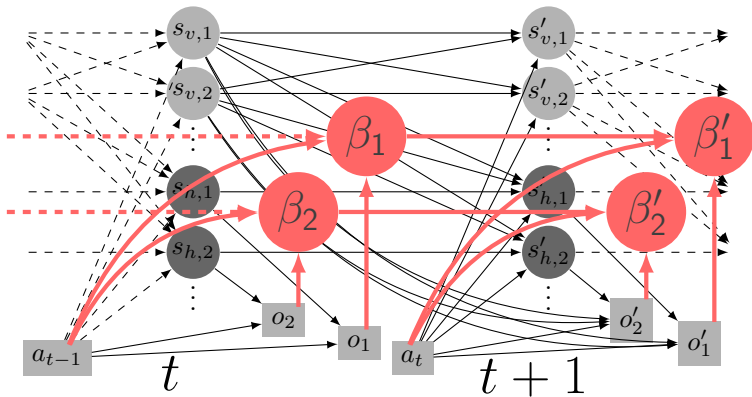 s_{v,1} s'_{v,1}
s_{v,2} s'_{v,2}
β_1 β'_1
s_{h,1} s'_{h,1}
β_2 β'_2
s_{h,2} s'_{h,2}
o_2 o'_2
a_{t−1} o_1 a_t o'_1
t t + 1